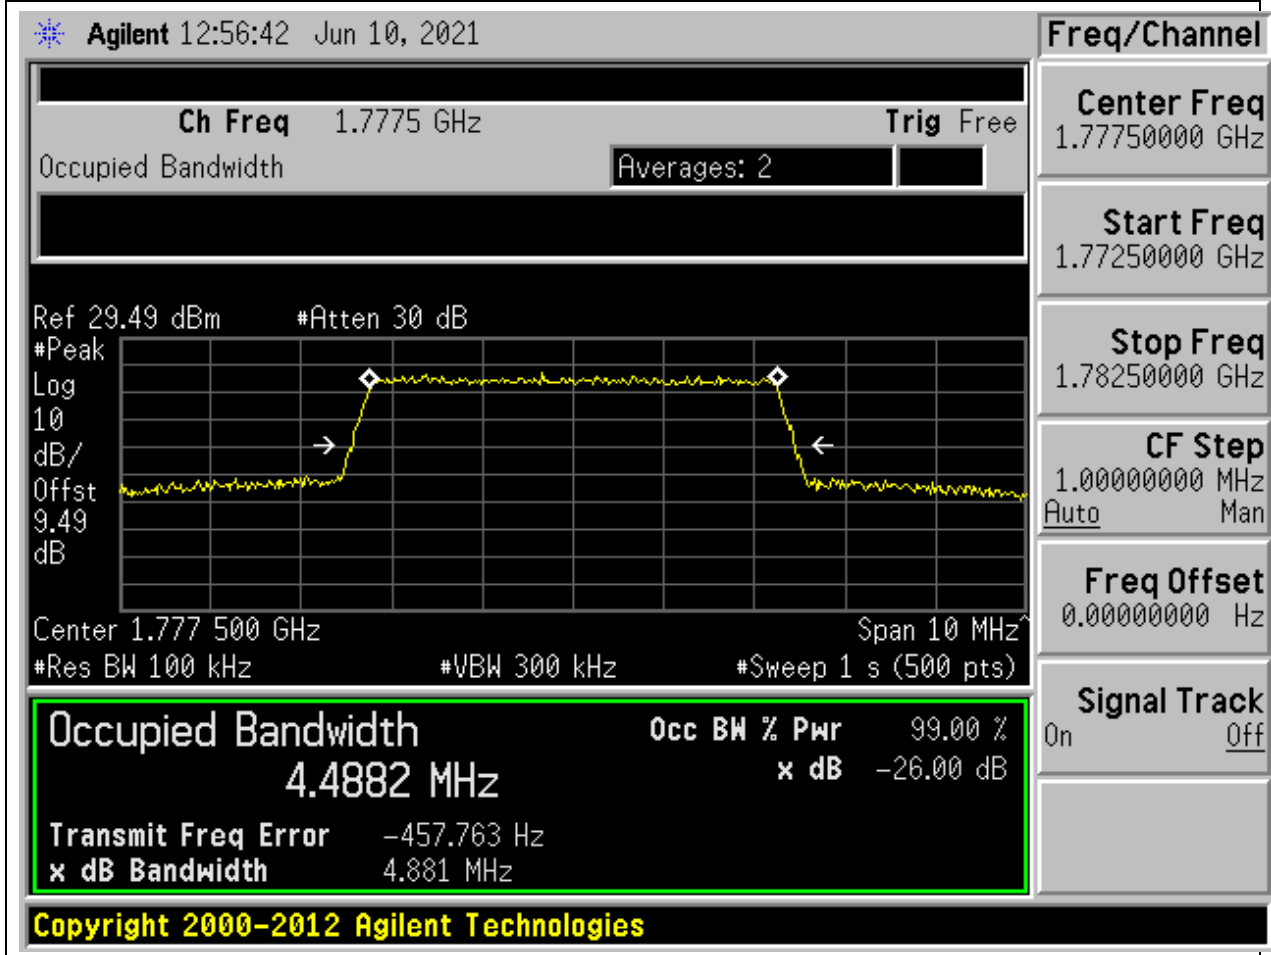 Agilent 12:56:42 Jun 10, 2021
Freq/Channel
Ch Freq 1.7775 GHz Trig Free
Occupied Bandwidth Averages: 2
Ref 29.49 dBm #Atten 30 dB
#Peak
Log
10
dB/
Offst
9.49
dB
Center 1.777 500 GHz Span 10 MHz^
#Res BW 100 kHz #VBW 300 kHz #Sweep 1 s (500 pts)
Occupied Bandwidth Occ BW % Pwr 99.00 %
4.4882 MHz x dB -26.00 dB
Transmit Freq Error -457.763 Hz
x dB Bandwidth 4.881 MHz
Copyright 2000-2012 Agilent Technologies
Center Freq
1.77750000 GHz
Start Freq
1.77250000 GHz
Stop Freq
1.78250000 GHz
CF Step
1.00000000 MHz
Auto Man
Freq Offset
0.00000000 Hz
Signal Track
On Off